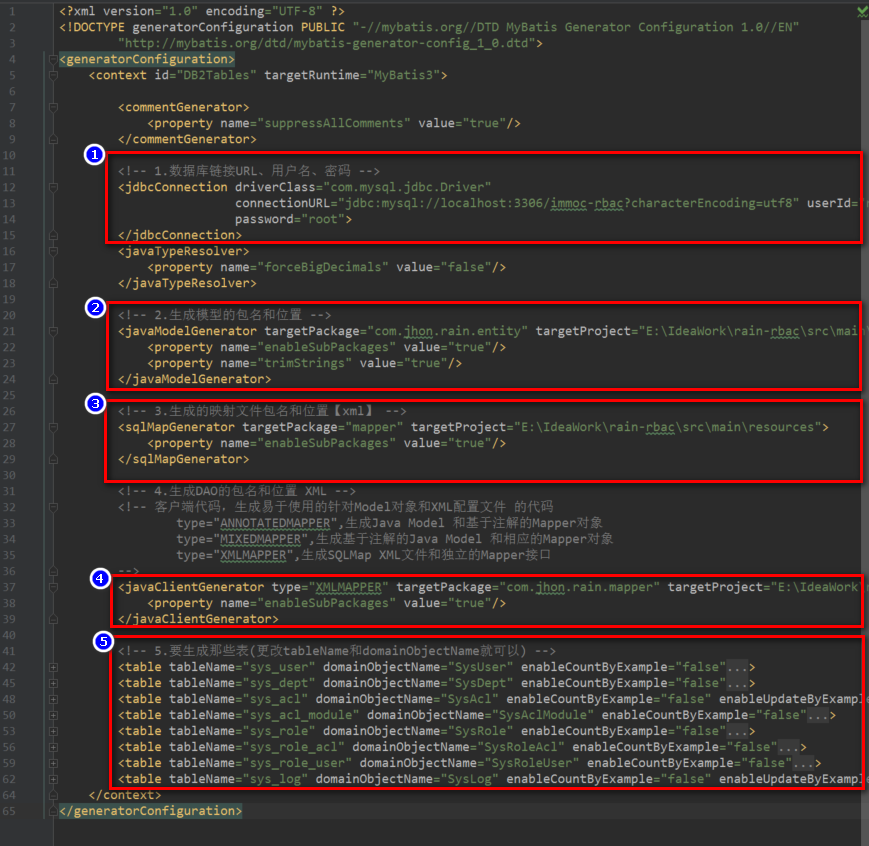 1 <?xml version="1.0" encoding="UTF-8" ?>
2 <!DOCTYPE generatorConfiguration PUBLIC "-//mybatis.org//DTD MyBatis Generator Configuration 1.0//EN"
3 "http://mybatis.org/dtd/mybatis-generator-config_1_0.dtd">
4 <generatorConfiguration>
5 <context id="DB2Tables" targetRuntime="MyBatis3">
6
7 <commentGenerator>
8 <property name="suppressAllComments" value="true"/>
9 </commentGenerator>
10 1
11 <!-- 1.数据库链接URL、用户名、密码 -->
12 <jdbcConnection driverClass="com.mysql.jdbc.Driver"
13 connectionURL="jdbc:mysql://localhost:3306/immoc-rbac?characterEncoding=utf8" userId="
14 password="root">
15 </jdbcConnection>
16 <javaTypeResolver>
17 <property name="forceBigDecimals" value="false"/>
18 </javaTypeResolver>
19 2
20 <!-- 2.生成模型的包名和位置 -->
21 <javaModelGenerator targetPackage="com.jhon.rain.entity" targetProject="E:\IdeaWork\rain-rbac\src\main\
22 <property name="enableSubPackages" value="true"/>
23 <property name="trimStrings" value="true"/>
24 </javaModelGenerator>
25 3
26 <!-- 3.生成的映射文件包名和位置【xml】 -->
27 <sqlMapGenerator targetPackage="mapper" targetProject="E:\IdeaWork\rain-rbac\src\main\resources">
28 <property name="enableSubPackages" value="true"/>
29 </sqlMapGenerator>
30
31 <!-- 4.生成DAO的包名和位置 XML -->
32 <!-- 客户端代码，生成易于使用的针对Model对象和XML配置文件 的代码
33 type="ANNOTATEDMAPPER",生成Java Model 和基于注解的Mapper对象
34 type="MIXEDMAPPER",生成基于注解的Java Model 和相应的Mapper对象
35 type="XMLMAPPER",生成SQLMap XML文件和独立的Mapper接口
36 -->
4
37 <javaClientGenerator type="XMLMAPPER" targetPackage="com.jhon.rain.mapper" targetProject="E:\IdeaWork\
38 <property name="enableSubPackages" value="true"/>
39 </javaClientGenerator>
40 5
41 <!-- 5.要生成那些表(更改tableName和domainObjectName就可以) -->
42 <table tableName="sys_user" domainObjectName="SysUser" enableCountByExample="false"...>
45 <table tableName="sys_dept" domainObjectName="SysDept" enableCountByExample="false"...>
48 <table tableName="sys_acl" domainObjectName="SysAcl" enableCountByExample="false" enableUpdateByExampl
50 <table tableName="sys_acl_module" domainObjectName="SysAclModule" enableCountByExample="false"...>
53 <table tableName="sys_role" domainObjectName="SysRole" enableCountByExample="false"...>
56 <table tableName="sys_role_acl" domainObjectName="SysRoleAcl" enableCountByExample="false"...>
59 <table tableName="sys_role_user" domainObjectName="SysRoleUser" enableCountByExample="false"...>
62 <table tableName="sys_log" domainObjectName="SysLog" enableCountByExample="false" enableUpdateByExampl
64 </context>
65 </generatorConfiguration>